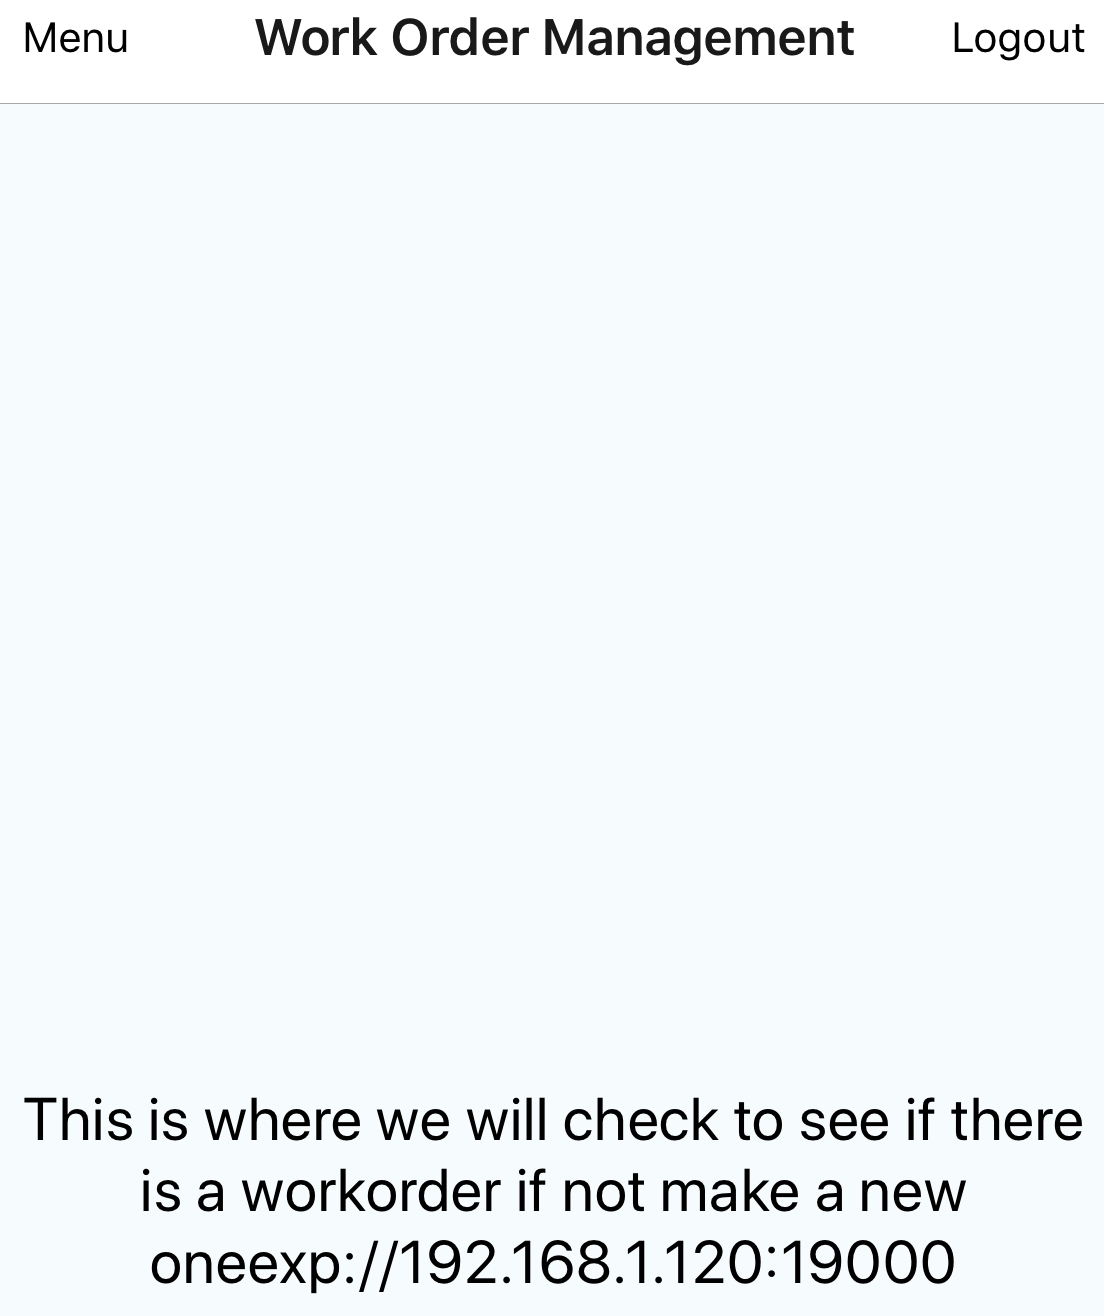 Menu
Work Order Management
Logout
This is where we will check to see if there
is a workorder if not make a new
oneexp://192.168.1.120:19000